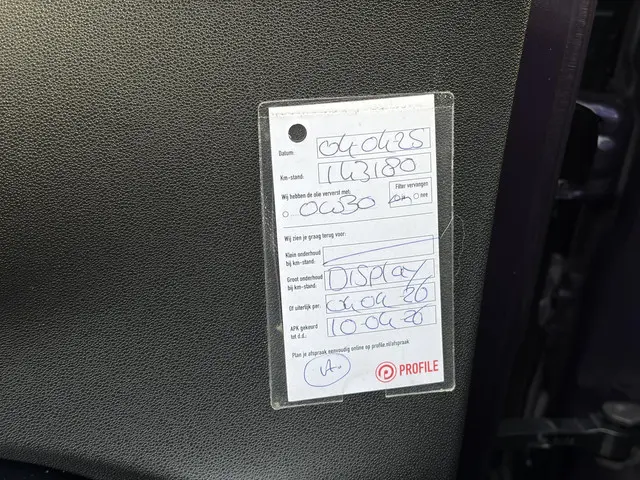 Datum: 04 04 25
Km-stand: 143180
Wij hebben de olie ververst met: Filter vervangen
0W30 nee
Wij zien je graag terug voor:
Klein onderhoud
bij km-stand:
Groot onderhoud
bij km-stand: Display
Of uiterlijk per: 04 04-26
APK gekeurd
tot d.d.: 10-04-26
Plan je afspraak eenvoudig online op profile.nl/afspraak
PROFILE